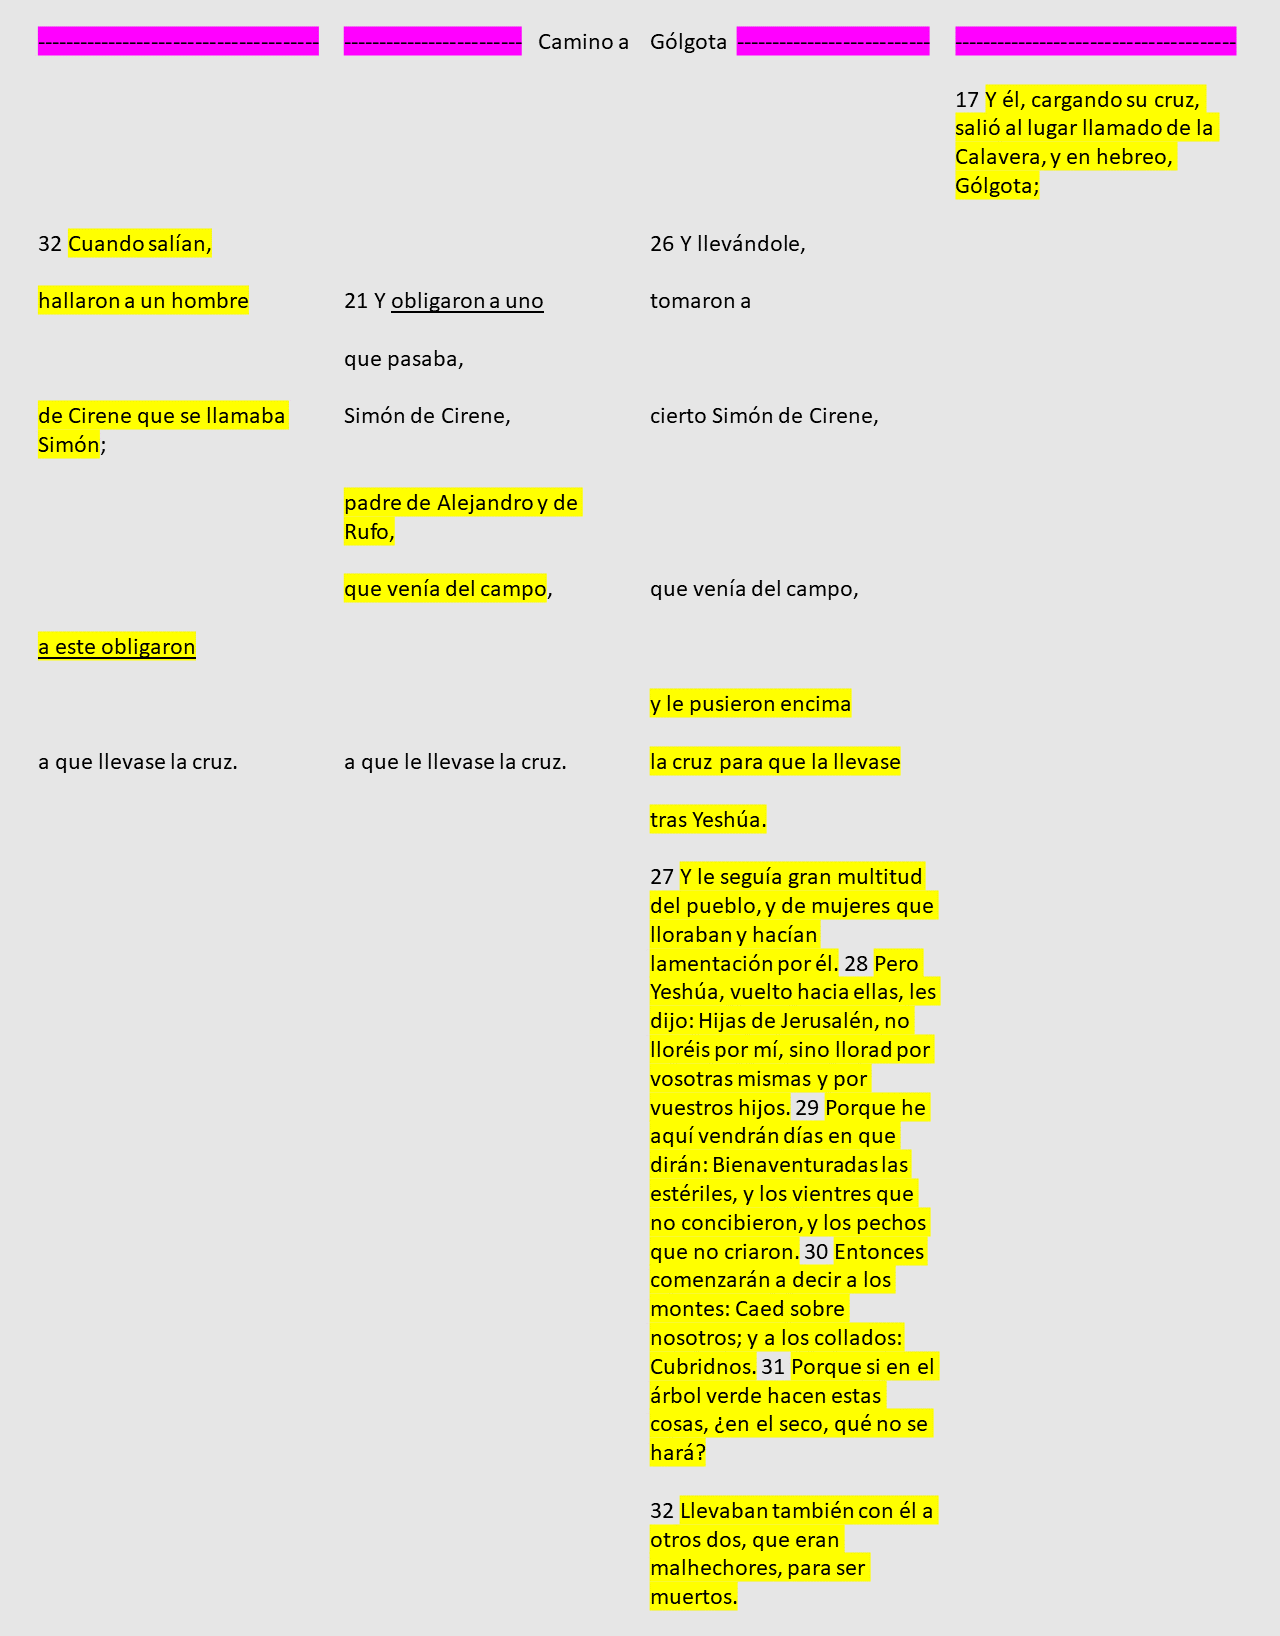 ------------------------------------- ----------------------- Camino a Gólgota ------------------------- -------------------------------------
17 Y él, cargando su cruz,
salió al lugar llamado de la
Calavera, y en hebreo,
Gólgota;
32 Cuando salían, 26 Y llevándole,
hallaron a un hombre 21 Y obligaron a uno tomaron a
que pasaba,
de Cirene que se llamaba Simón de Cirene, cierto Simón de Cirene,
Simón;
padre de Alejandro y de
Rufo,
que venía del campo, que venía del campo,
a este obligaron
y le pusieron encima
a que llevase la cruz. a que le llevase la cruz. la cruz para que la llevase
tras Yeshúa.
27 Y le seguía gran multitud
del pueblo, y de mujeres que
lloraban y hacían
lamentación por él. 28 Pero
Yeshúa, vuelto hacia ellas, les
dijo: Hijas de Jerusalén, no
lloréis por mí, sino llorad por
vosotras mismas y por
vuestros hijos. 29 Porque he
aquí vendrán días en que
dirán: Bienaventuradas las
estériles, y los vientres que
no concibieron, y los pechos
que no criaron. 30 Entonces
comenzarán a decir a los
montes: Caed sobre
nosotros; y a los collados:
Cubridnos. 31 Porque si en el
árbol verde hacen estas
cosas, ¿en el seco, qué no se
hará?
32 Llevaban también con él a
otros dos, que eran
malhechores, para ser
muertos.